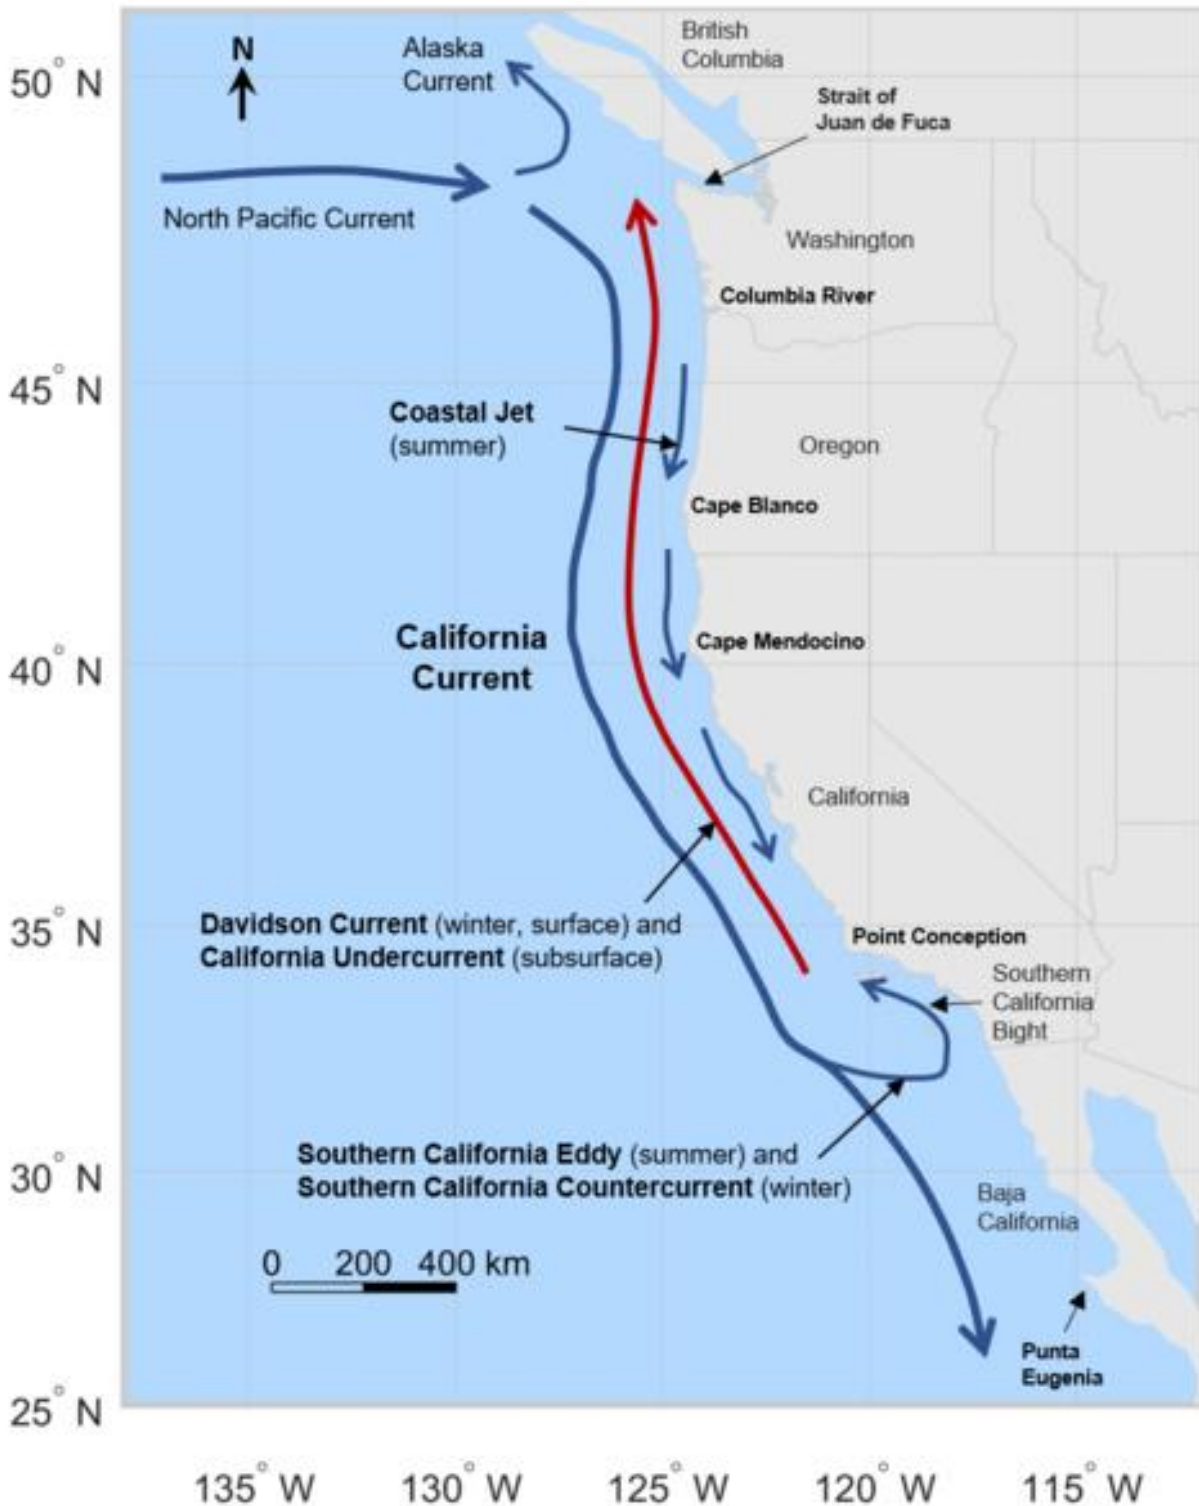 N
Alaska
Current
British
Columbia
50° N
Strait of
Juan de Fuca
North Pacific Current
Washington
Columbia River
45° N
Coastal Jet
(summer)
Oregon
Cape Blanco
California
Current
Cape Mendocino
40° N
California
Davidson Current (winter, surface) and
California Undercurrent (subsurface)
35° N
Point Conception
Southern
California
Bight
Southern California Eddy (summer) and
Southern California Countercurrent (winter)
30° N
Baja
California
0 200 400 km
Punta
Eugenia
25° N
135° W 130° W 125° W 120° W 115° W